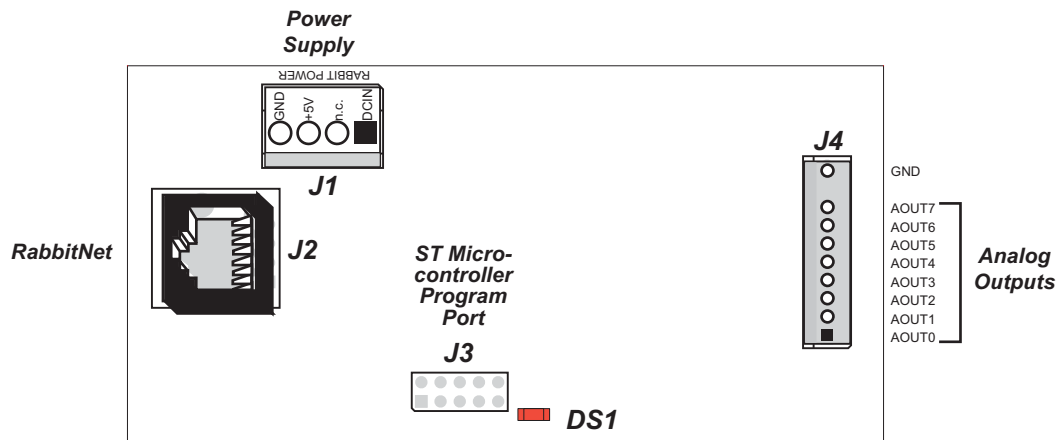 Power
Supply
RABBIT POWER
GND
+5V
n.c.
DCIN
J1
RabbitNet
J2
ST Micro-
controller
Program
Port
J3
DS1
J4
GND
AOUT7
AOUT6
AOUT5
AOUT4
AOUT3
AOUT2
AOUT1
AOUT0
Analog
Outputs